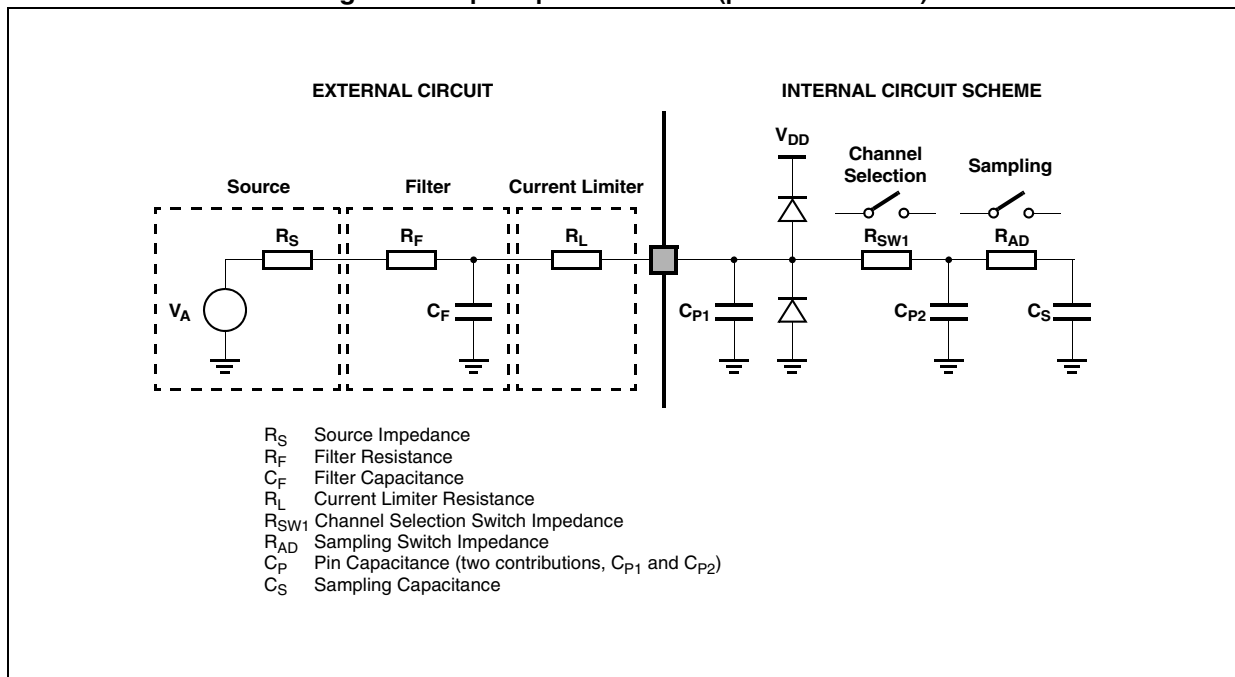 EXTERNAL CIRCUIT
INTERNAL CIRCUIT SCHEME
VDD
Channel
Selection
Sampling
Source
Filter
Current Limiter
RS
RF
RL
RSW1
RAD
VA
CF
CP1
CP2
CS
RS Source Impedance
RF Filter Resistance
CF Filter Capacitance
RL Current Limiter Resistance
RSW1 Channel Selection Switch Impedance
RAD Sampling Switch Impedance
CP Pin Capacitance (two contributions, CP1 and CP2)
CS Sampling Capacitance